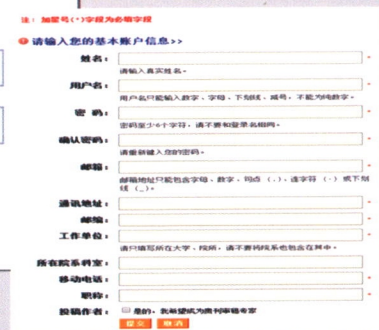 注: 加星号(*)字段为必填字段
请输入您的基本账户信息>>
姓名: *
请输入真实姓名。
用户名: *
用户名只能输入数字、字母、下划线、减号,不能为纯数字。
密 码: *
密码至少6个字符,请不要和登录名相同。
确认密码: *
请重新键入您的密码。
邮箱: *
邮箱地址只能包含字母、数字、句点(.)、连字符(-)或下划
线(_)。
通讯地址: *
邮编: *
工作单位: *
请只填写所在大学、院所,请不要将院系也包含在其中。
所在院系科室:
移动电话: *
职称: *
投稿作者: 是的,我希望成为贵刊审稿专家
提交 取消